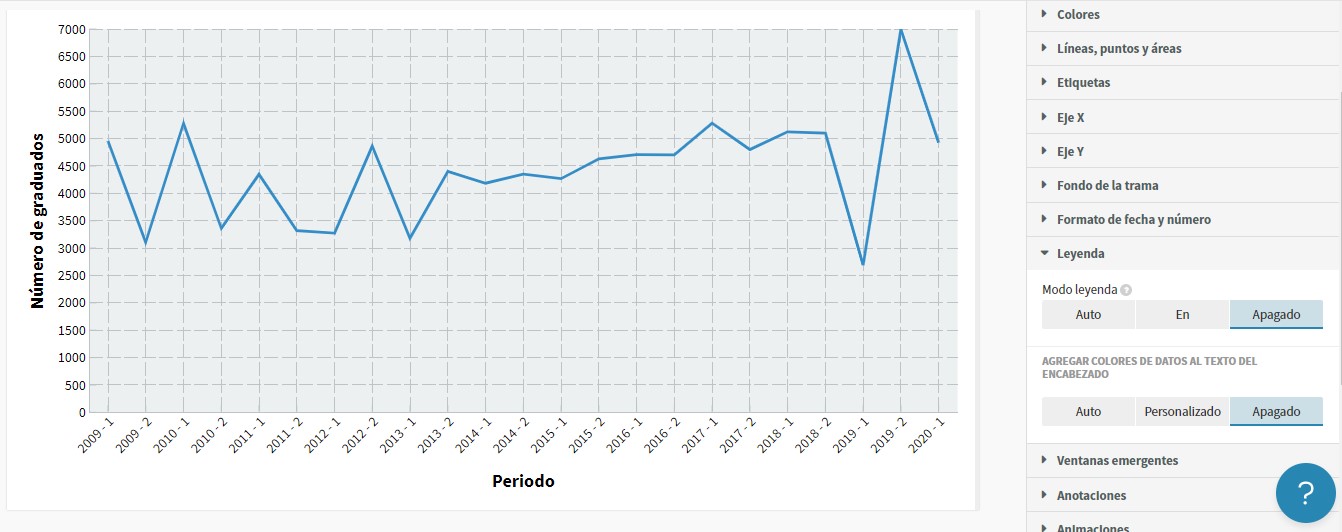 7000
6500
6000
5500
5000
4500
4000
3500
3000
2500
2000
1500
1000
500
0
Número de graduados
2009 - 1
2009 - 2
2010 - 1
2010 - 2
2011 - 1
2011 - 2
2012 - 1
2012 - 2
2013 - 1
2013 - 2
2014 - 1
2014 - 2
2015 - 1
2015 - 2
2016 - 1
2016 - 2
2017 - 1
2017 - 2
2018 - 1
2018 - 2
2019 - 1
2019 - 2
2020 - 1
Periodo
Colores
Líneas, puntos y áreas
Etiquetas
Eje X
Eje Y
Fondo de la trama
Formato de fecha y número
Leyenda
Modo leyenda ?
Auto En Apagado
AGREGAR COLORES DE DATOS AL TEXTO DEL
ENCABEZADO
Auto Personalizado Apagado
Ventanas emergentes
Anotaciones
Animaciones
?